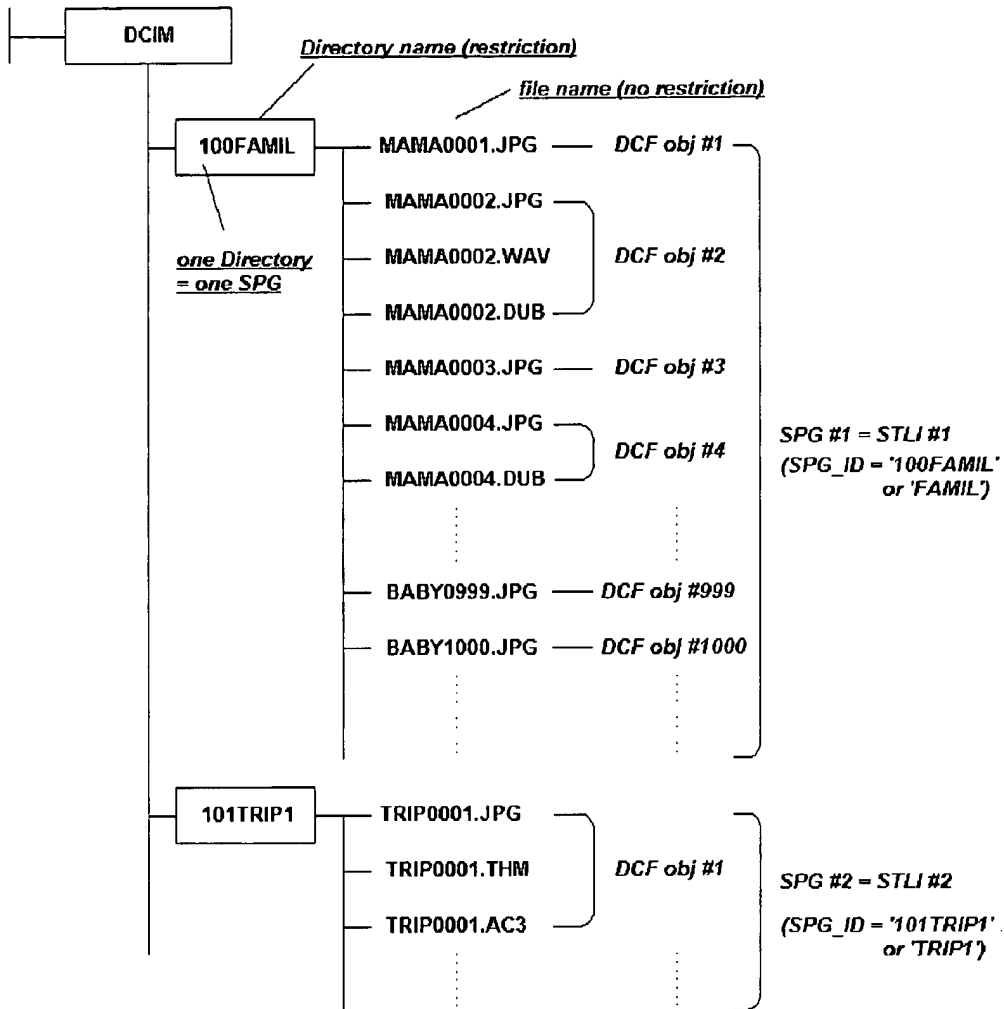 DCIM
Directory name (restriction)
file name (no restriction)
100FAMIL
MAMA0001.JPG
DCF obj #1
MAMA0002.JPG
one Directory
= one SPG
MAMA0002.WAV
DCF obj #2
MAMA0002.DUB
MAMA0003.JPG
DCF obj #3
MAMA0004.JPG
DCF obj #4
MAMA0004.DUB
SPG #1 = STLI #1
(SPG_ID = '100FAMIL'
or 'FAMIL')
BABY0999.JPG
DCF obj #999
BABY1000.JPG
DCF obj #1000
101TRIP1
TRIP0001.JPG
TRIP0001.THM
DCF obj #1
TRIP0001.AC3
SPG #2 = STLI #2
(SPG_ID = '101TRIP1'
or 'TRIP1')